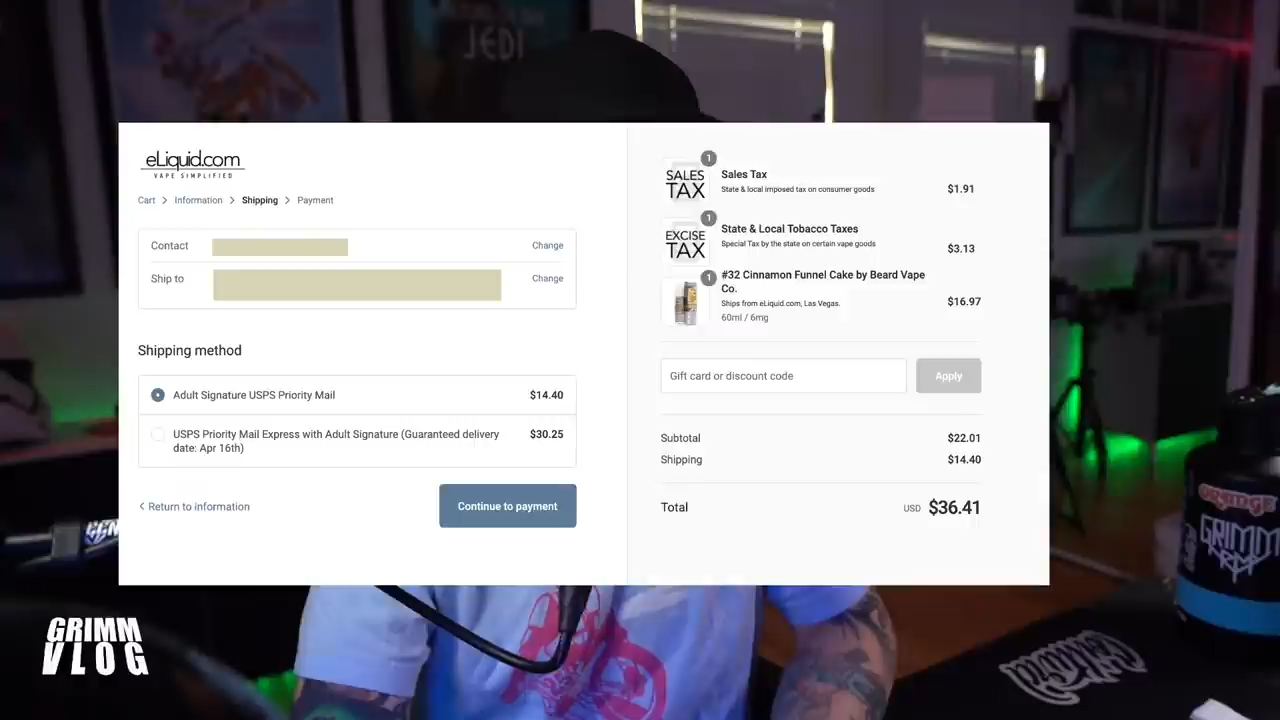 JEDI
eLiquid.com
VAPE SIMPLIFIED
Cart > Information > Shipping > Payment
Contact
Change
Ship to
Change
Shipping method
Adult Signature USPS Priority Mail
$14.40
USPS Priority Mail Express with Adult Signature (Guaranteed delivery
date: Apr 16th)
$30.25
< Return to information
Continue to payment
1
SALES
TAX
Sales Tax
State & local imposed tax on consumer goods
$1.91
1
EXCISE
TAX
State & Local Tobacco Taxes
Special Tax by the state on certain vape goods
$3.13
1
#32 Cinnamon Funnel Cake by Beard Vape
Co.
Ships from eLiquid.com, Las Vegas.
60ml / 6mg
$16.97
Gift card or discount code
Apply
Subtotal
$22.01
Shipping
$14.40
Total
USD $36.41
GRIMM
VLOG
GRIMM